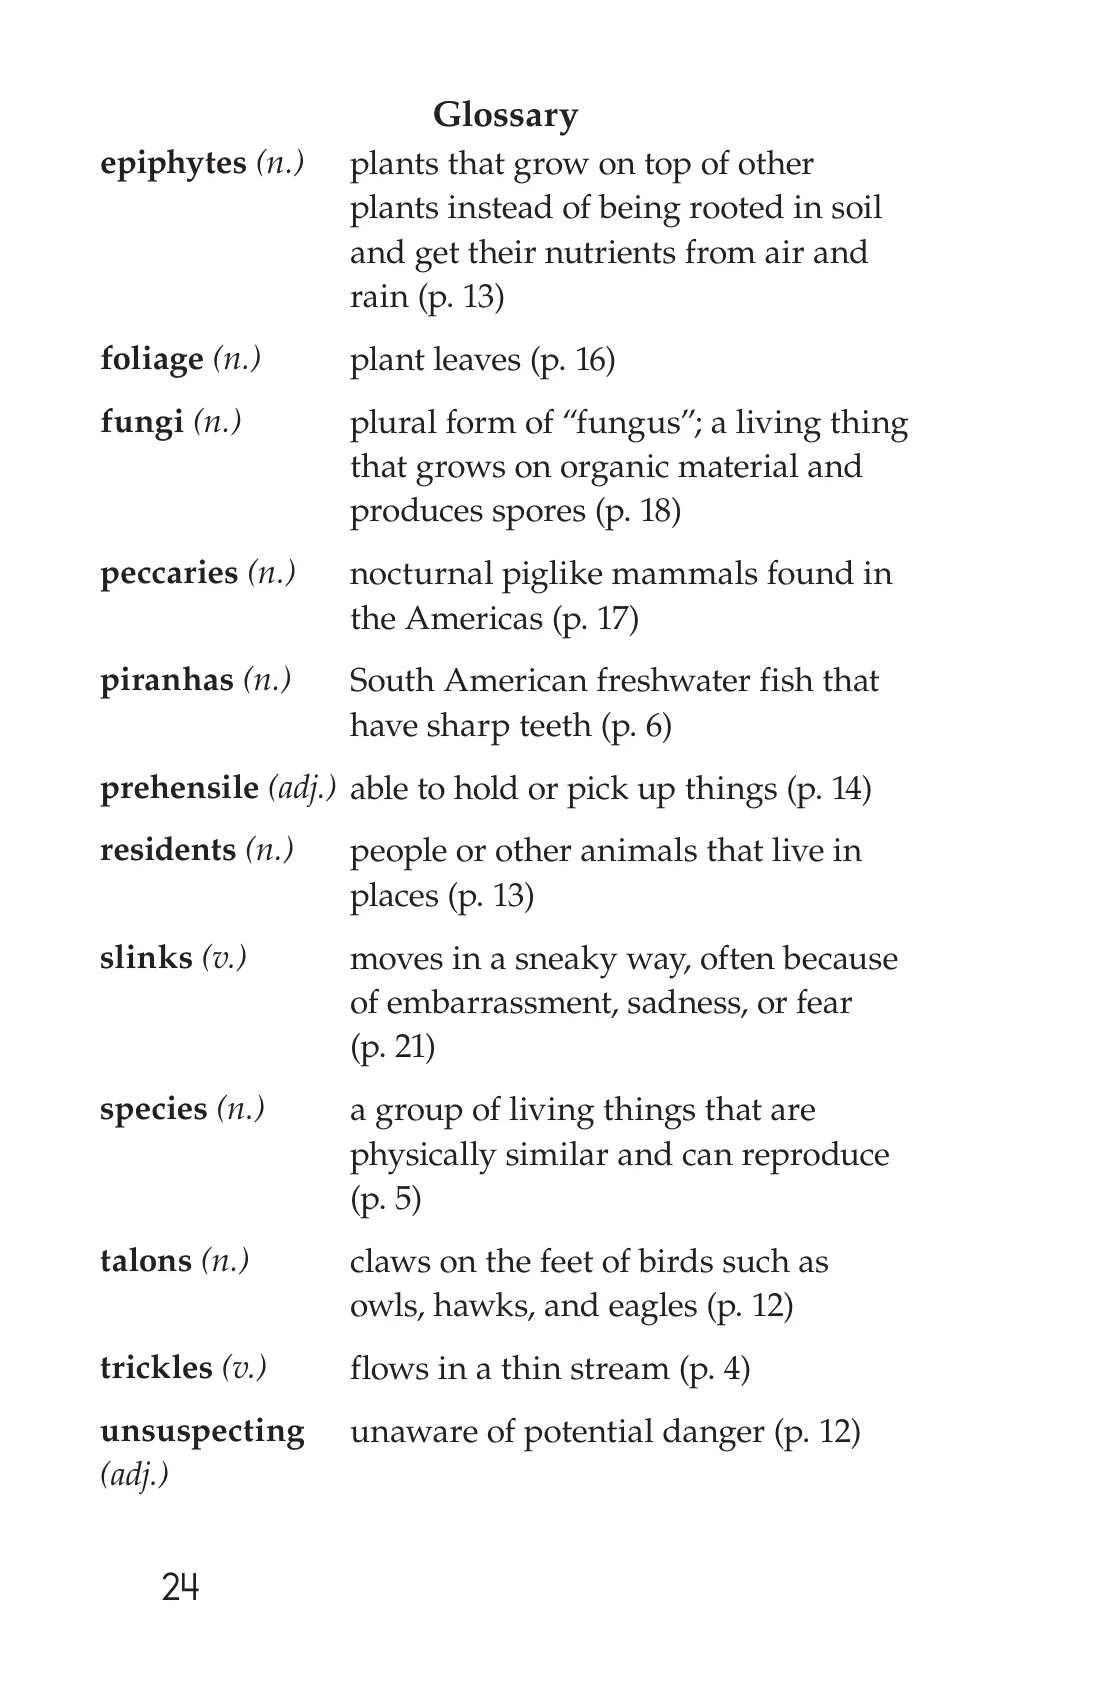 Glossary
epiphytes (n.) plants that grow on top of other
plants instead of being rooted in soil
and get their nutrients from air and
rain (p. 13)
foliage (n.) plant leaves (p. 16)
fungi (n.) plural form of “fungus”; a living thing
that grows on organic material and
produces spores (p. 18)
peccaries (n.) nocturnal piglike mammals found in
the Americas (p. 17)
piranhas (n.) South American freshwater fish that
have sharp teeth (p. 6)
prehensile (adj.) able to hold or pick up things (p. 14)
residents (n.) people or other animals that live in
places (p. 13)
slinks (v.) moves in a sneaky way, often because
of embarrassment, sadness, or fear
(p. 21)
species (n.) a group of living things that are
physically similar and can reproduce
(p. 5)
talons (n.) claws on the feet of birds such as
owls, hawks, and eagles (p. 12)
trickles (v.) flows in a thin stream (p. 4)
unsuspecting unaware of potential danger (p. 12)
(adj.)
24